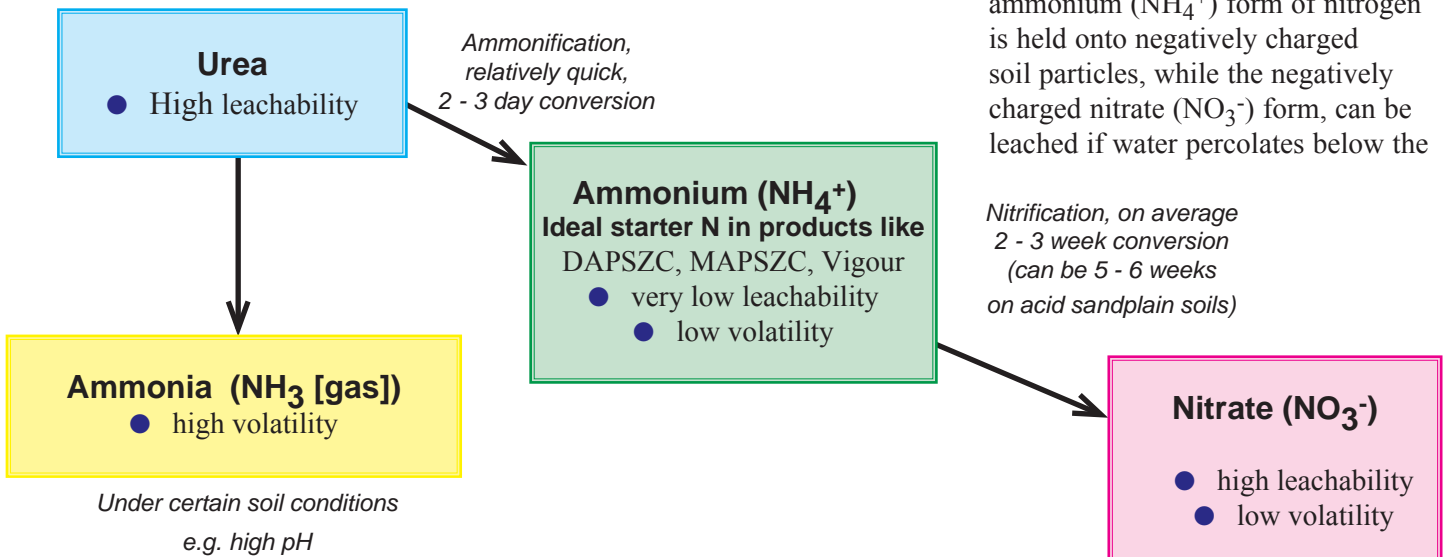 Urea
● High leachability
Ammonification,
relatively quick,
2 - 3 day conversion
ammonium (NH₄⁺) form of nitrogen
is held onto negatively charged
soil particles, while the negatively
charged nitrate (NO₃⁻) form, can be
leached if water percolates below the
Ammonium (NH₄⁺)
Ideal starter N in products like
DAPSZC, MAPSZC, Vigour
● very low leachability
● low volatility
Nitrification, on average
2 - 3 week conversion
(can be 5 - 6 weeks
on acid sandplain soils)
Ammonia (NH₃ [gas])
● high volatility
Under certain soil conditions
e.g. high pH
Nitrate (NO₃⁻)
● high leachability
● low volatility